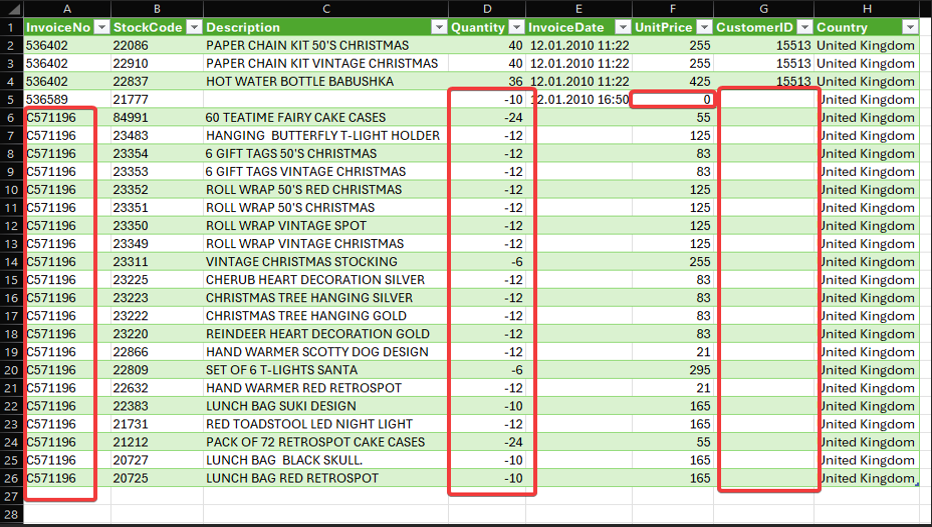 A B C D E F G H
1 InvoiceNo StockCode Description Quantity InvoiceDate UnitPrice CustomerID Country
2 536402 22086 PAPER CHAIN KIT 50'S CHRISTMAS 40 12.01.2010 11:22 255 15513 United Kingdom
3 536402 22910 PAPER CHAIN KIT VINTAGE CHRISTMAS 40 12.01.2010 11:22 255 15513 United Kingdom
4 536402 22837 HOT WATER BOTTLE BABUSHKA 36 12.01.2010 11:22 425 15513 United Kingdom
5 536589 21777 -10 12.01.2010 16:50 0 United Kingdom
6 C571196 84991 60 TEATIME FAIRY CAKE CASES -24 55 United Kingdom
7 C571196 23483 HANGING BUTTERFLY T-LIGHT HOLDER -12 125 United Kingdom
8 C571196 23354 6 GIFT TAGS 50'S CHRISTMAS -12 83 United Kingdom
9 C571196 23353 6 GIFT TAGS VINTAGE CHRISTMAS -12 83 United Kingdom
10 C571196 23352 ROLL WRAP 50'S RED CHRISTMAS -12 125 United Kingdom
11 C571196 23351 ROLL WRAP 50'S CHRISTMAS -12 125 United Kingdom
12 C571196 23350 ROLL WRAP VINTAGE SPOT -12 125 United Kingdom
13 C571196 23349 ROLL WRAP VINTAGE CHRISTMAS -12 125 United Kingdom
14 C571196 23311 VINTAGE CHRISTMAS STOCKING -6 255 United Kingdom
15 C571196 23225 CHERUB HEART DECORATION SILVER -12 83 United Kingdom
16 C571196 23223 CHRISTMAS TREE HANGING SILVER -12 83 United Kingdom
17 C571196 23222 CHRISTMAS TREE HANGING GOLD -12 83 United Kingdom
18 C571196 23220 REINDEER HEART DECORATION GOLD -12 83 United Kingdom
19 C571196 22866 HAND WARMER SCOTTY DOG DESIGN -12 21 United Kingdom
20 C571196 22809 SET OF 6 T-LIGHTS SANTA -6 295 United Kingdom
21 C571196 22632 HAND WARMER RED RETROSPOT -12 21 United Kingdom
22 C571196 22383 LUNCH BAG SUKI DESIGN -10 165 United Kingdom
23 C571196 21731 RED TOADSTOOL LED NIGHT LIGHT -12 165 United Kingdom
24 C571196 21212 PACK OF 72 RETROSPOT CAKE CASES -24 55 United Kingdom
25 C571196 20727 LUNCH BAG BLACK SKULL. -10 165 United Kingdom
26 C571196 20725 LUNCH BAG RED RETROSPOT -10 165 United Kingdom
27
28